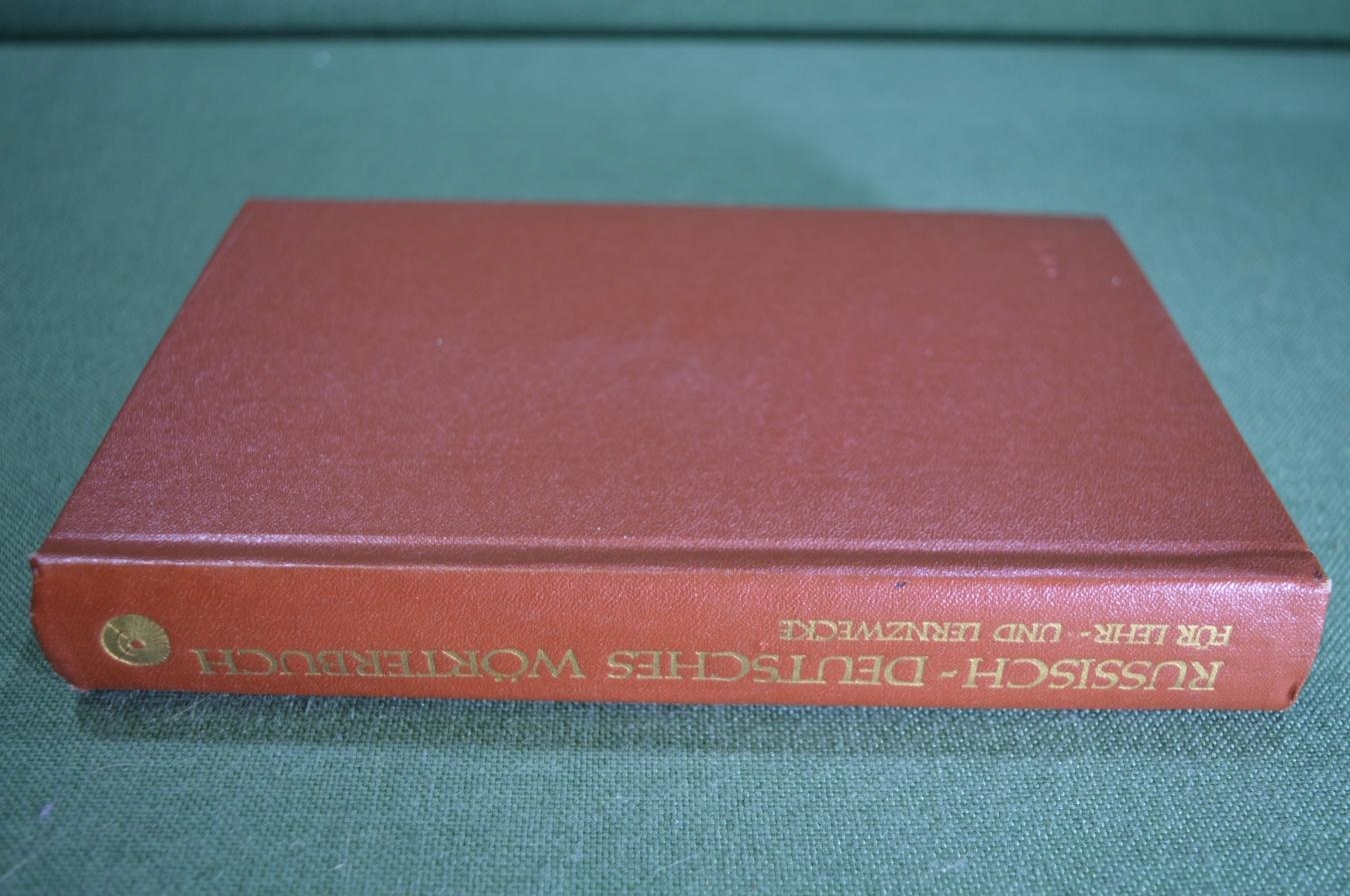 RUSSISCH - DEUTSCHES WÖRTERBUCH
FÜR LEHR - UND LERNZWECKE